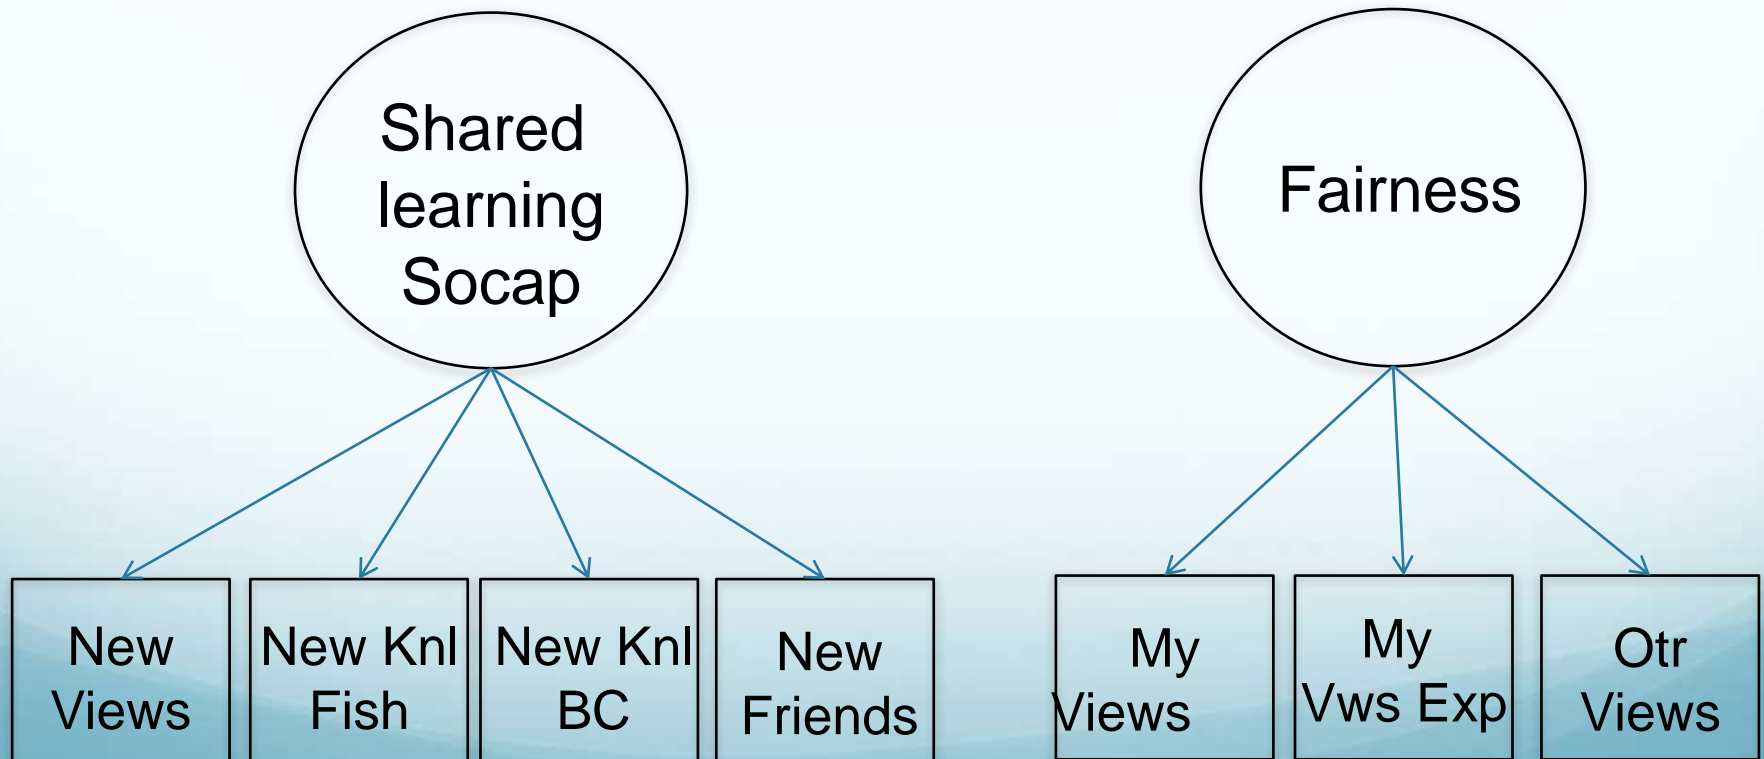 Shared
learning
Socap
Fairness
New
Views
New Knl
Fish
New Knl
BC
New
Friends
My
Views
My
Vws Exp
Otr
Views